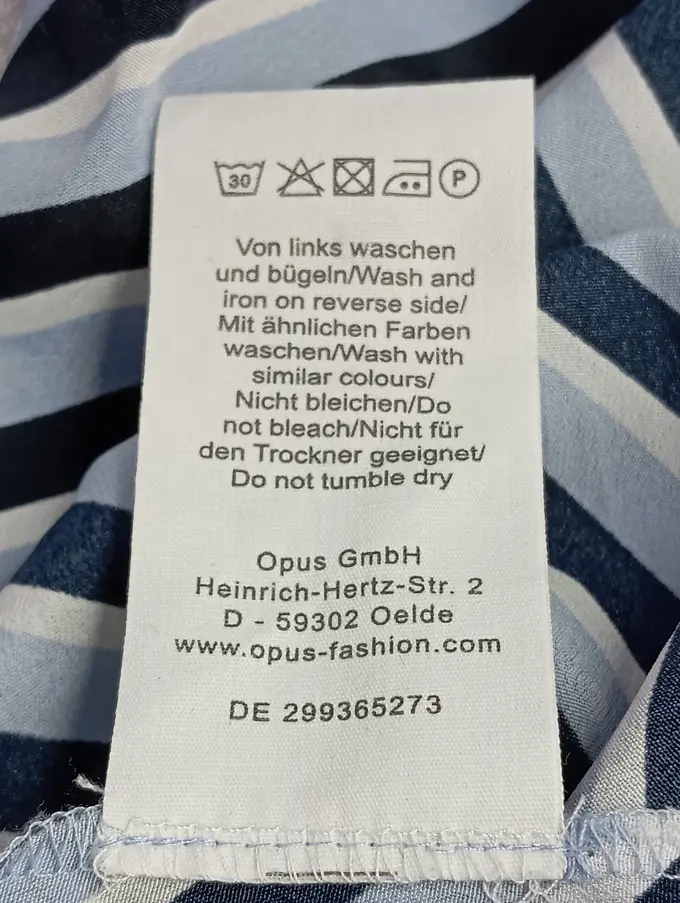 30 P
Von links waschen
und bügeln/Wash and
iron on reverse side/
Mit ähnlichen Farben
waschen/Wash with
similar colours/
Nicht bleichen/Do
not bleach/Nicht für
den Trockner geeignet/
Do not tumble dry
Opus GmbH
Heinrich-Hertz-Str. 2
D - 59302 Oelde
www.opus-fashion.com
DE 299365273